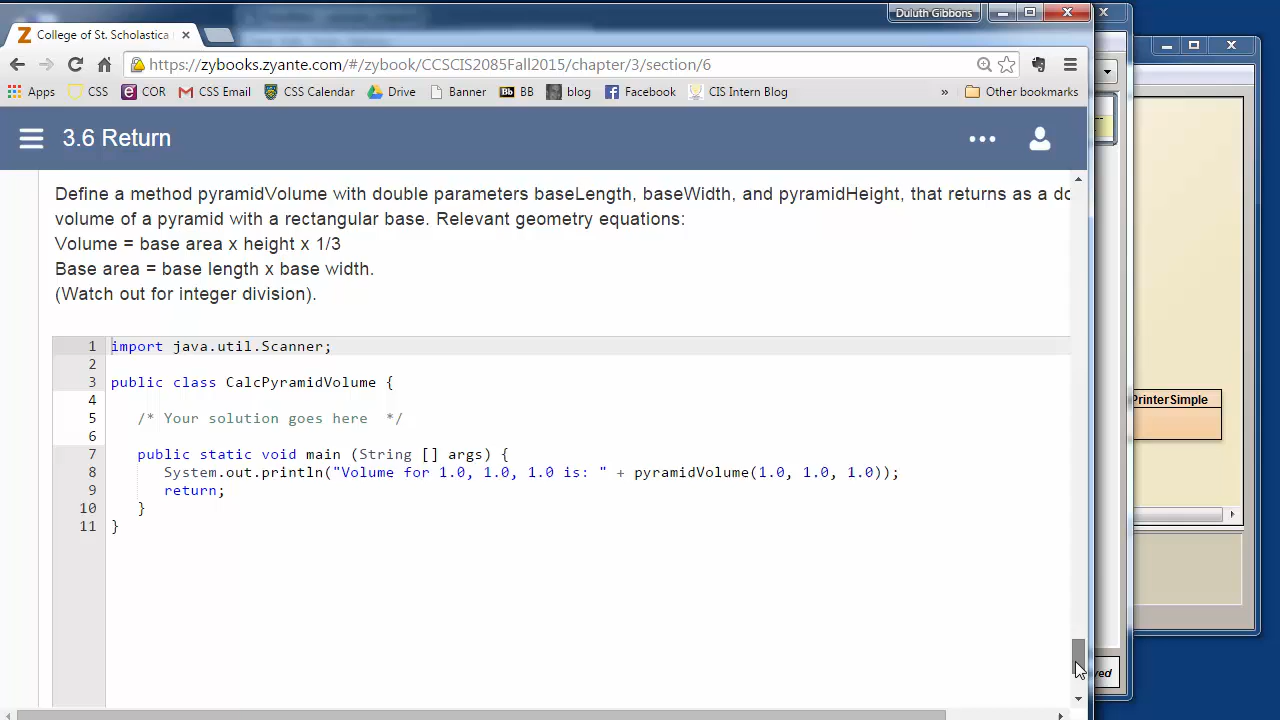 Duluth Gibbons
College of St. Scholastica
https://zybooks.zyante.com/#/zybook/CCSCIS2085Fall2015/chapter/3/section/6
Apps CSS COR CSS Email CSS Calendar Drive Banner Bb BB blog Facebook CIS Intern Blog » Other bookmarks
3.6 Return
Define a method pyramidVolume with double parameters baseLength, baseWidth, and pyramidHeight, that returns as a do
volume of a pyramid with a rectangular base. Relevant geometry equations:
Volume = base area x height x 1/3
Base area = base length x base width.
(Watch out for integer division).
1 import java.util.Scanner;
2
3 public class CalcPyramidVolume {
4
5 /* Your solution goes here */
6
7 public static void main (String [] args) {
8 System.out.println("Volume for 1.0, 1.0, 1.0 is: " + pyramidVolume(1.0, 1.0, 1.0));
9 return;
10 }
11 }
PrinterSimple
ved